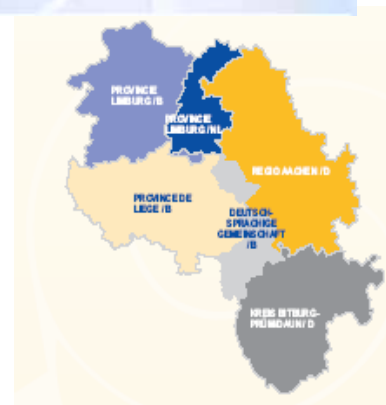 PROVINCIE
LIMBURG / B
PROVINCIE
LIMBURG / NL
REGIO AACHEN / D
PROVINCE DE
LIEGE / B
DEUTSCH-
SPRACHIGE
GEMEINSCHAFT
/ B
KREIS BITBURG-
PRÜM/DAUN / D